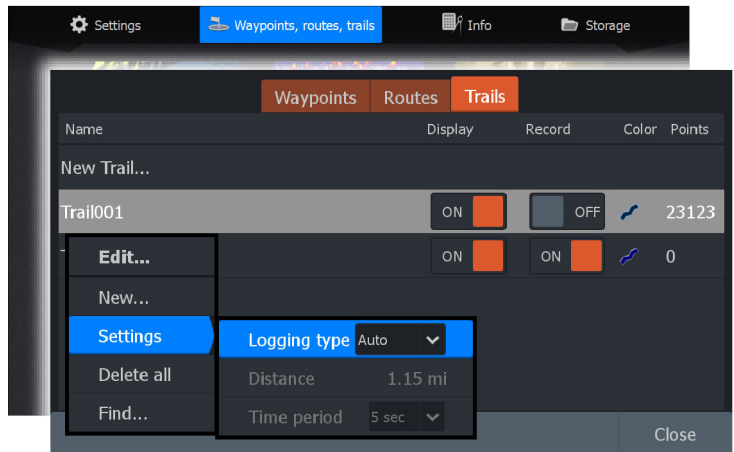 Settings Waypoints, routes, trails Info Storage
Waypoints Routes Trails
Name Display Record Color Points
New Trail...
Trail001 ON OFF 23123
ON ON 0
Edit...
New...
Settings
Logging type Auto
Delete all
Distance 1.15 mi
Find...
Time period 5 sec
Close